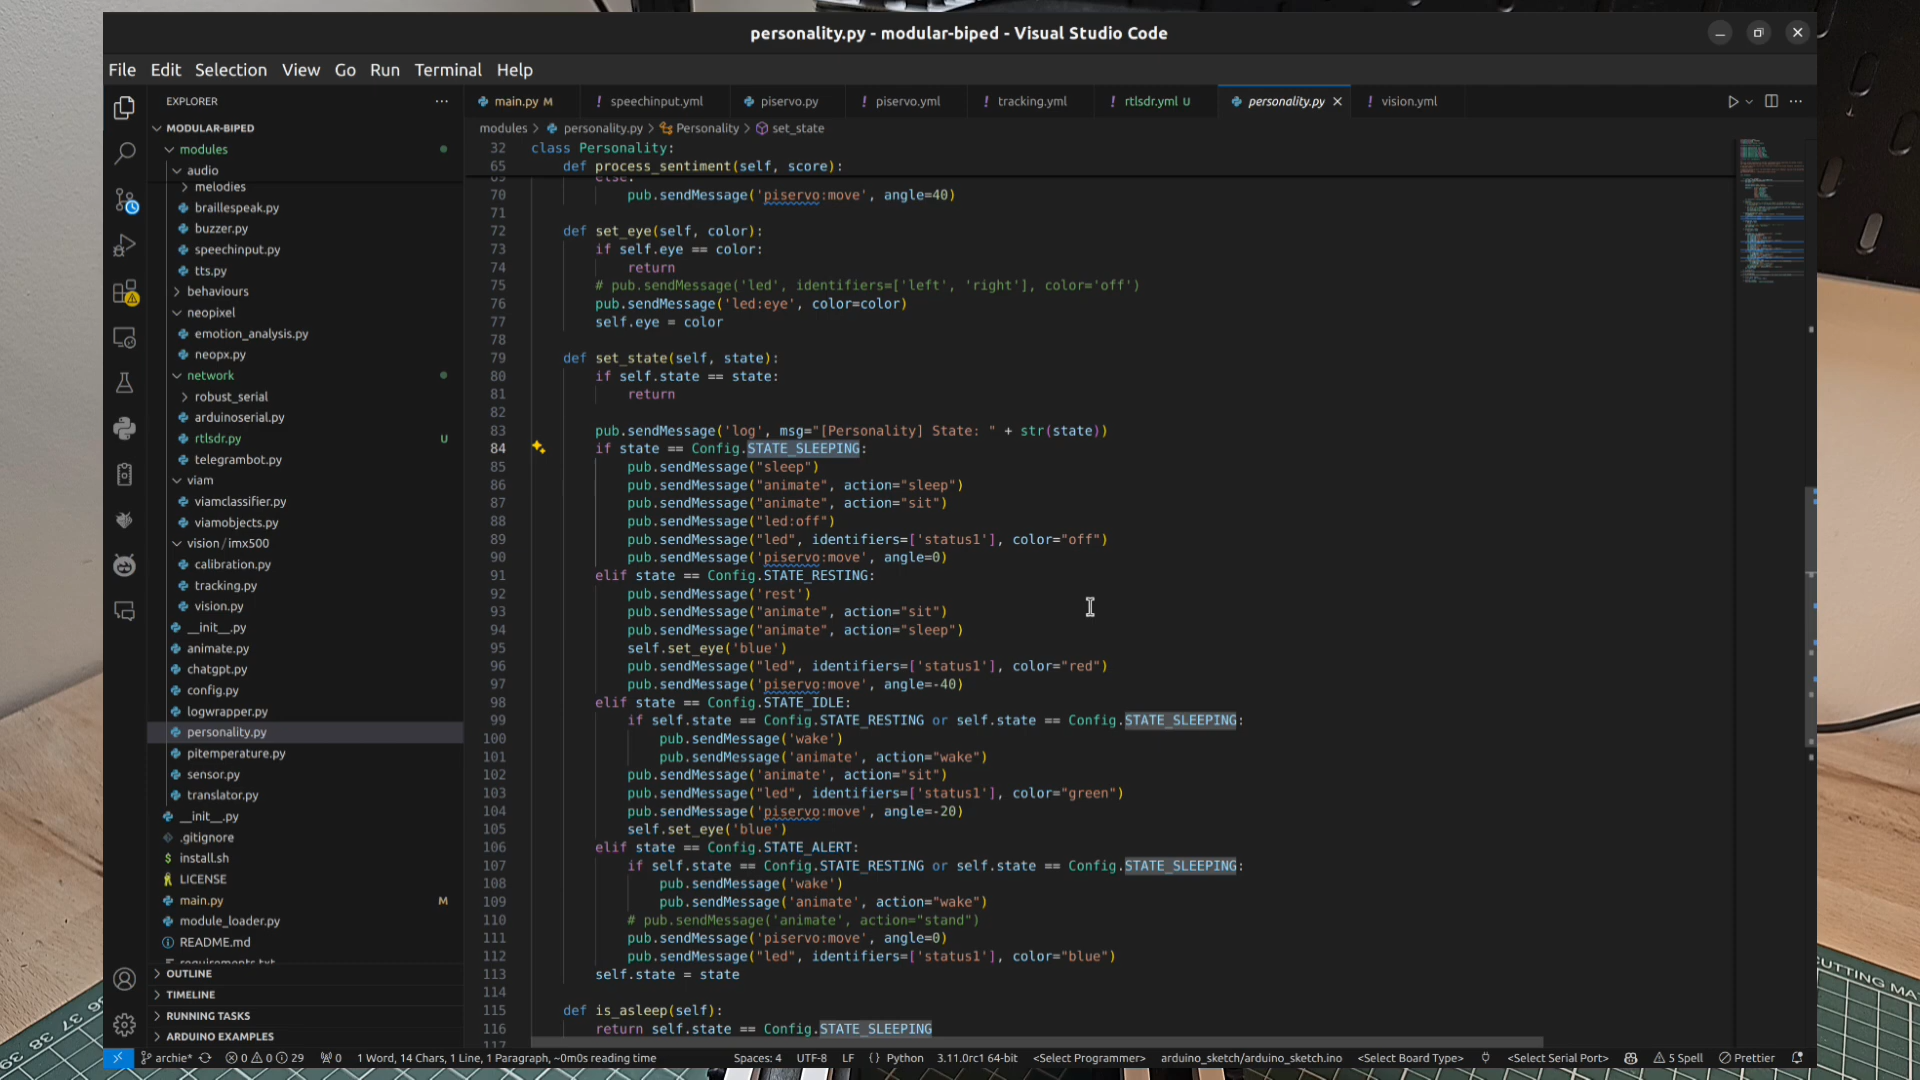 personality.py - modular-biped - Visual Studio Code
File Edit Selection View Go Run Terminal Help
EXPLORER
main.py M
speechinput.yml
piservo.py
piservo.yml
tracking.yml
rtlsdr.yml U
personality.py
vision.yml
modules > personality.py > Personality > set_state
MODULAR-BIPED
modules
audio
melodies
braillespeak.py
buzzer.py
speechinput.py
tts.py
behaviours
neopixel
emotion_analysis.py
neopx.py
network
robust_serial
arduinoserial.py
rtlsdr.py U
telegrambot.py
viam
viamclassifier.py
viamobjects.py
vision / imx500
calibration.py
tracking.py
vision.py
__init__.py
animate.py
chatgpt.py
config.py
logwrapper.py
personality.py
pitemperature.py
sensor.py
translator.py
__init__.py
.gitignore
install.sh
LICENSE
main.py M
module_loader.py
README.md
requirements.txt
OUTLINE
TIMELINE
RUNNING TASKS
ARDUINO EXAMPLES
32 class Personality:
65 def process_sentiment(self, score):
69 else:
70 pub.sendMessage('piservo:move', angle=40)
71
72 def set_eye(self, color):
73 if self.eye == color:
74 return
75 # pub.sendMessage('led', identifiers=['left', 'right'], color='off')
76 pub.sendMessage('led:eye', color=color)
77 self.eye = color
78
79 def set_state(self, state):
80 if self.state == state:
81 return
82
83 pub.sendMessage('log', msg="[Personality] State: " + str(state))
84 if state == Config.STATE_SLEEPING:
85 pub.sendMessage("sleep")
86 pub.sendMessage("animate", action="sleep")
87 pub.sendMessage("animate", action="sit")
88 pub.sendMessage("led:off")
89 pub.sendMessage("led", identifiers=['status1'], color="off")
90 pub.sendMessage('piservo:move', angle=0)
91 elif state == Config.STATE_RESTING:
92 pub.sendMessage('rest')
93 pub.sendMessage("animate", action="sit")
94 pub.sendMessage("animate", action="sleep")
95 self.set_eye('blue')
96 pub.sendMessage("led", identifiers=['status1'], color="red")
97 pub.sendMessage('piservo:move', angle=-40)
98 elif state == Config.STATE_IDLE:
99 if self.state == Config.STATE_RESTING or self.state == Config.STATE_SLEEPING:
100 pub.sendMessage('wake')
101 pub.sendMessage('animate', action="wake")
102 pub.sendMessage('animate', action="sit")
103 pub.sendMessage("led", identifiers=['status1'], color="green")
104 pub.sendMessage('piservo:move', angle=-20)
105 self.set_eye('blue')
106 elif state == Config.STATE_ALERT:
107 if self.state == Config.STATE_RESTING or self.state == Config.STATE_SLEEPING:
108 pub.sendMessage('wake')
109 pub.sendMessage('animate', action="wake")
110 # pub.sendMessage('animate', action="stand")
111 pub.sendMessage('piservo:move', angle=0)
112 pub.sendMessage("led", identifiers=['status1'], color="blue")
113 self.state = state
114
115 def is_asleep(self):
116 return self.state == Config.STATE_SLEEPING
117
archie* 0 0 29 0 1 Word, 14 Chars, 1 Line, 1 Paragraph, ~0m0s reading time Spaces: 4 UTF-8 LF {} Python 3.11.0rc1 64-bit <Select Programmer> arduino_sketch/arduino_sketch.ino <Select Board Type> <Select Serial Port> 5 Spell Prettier